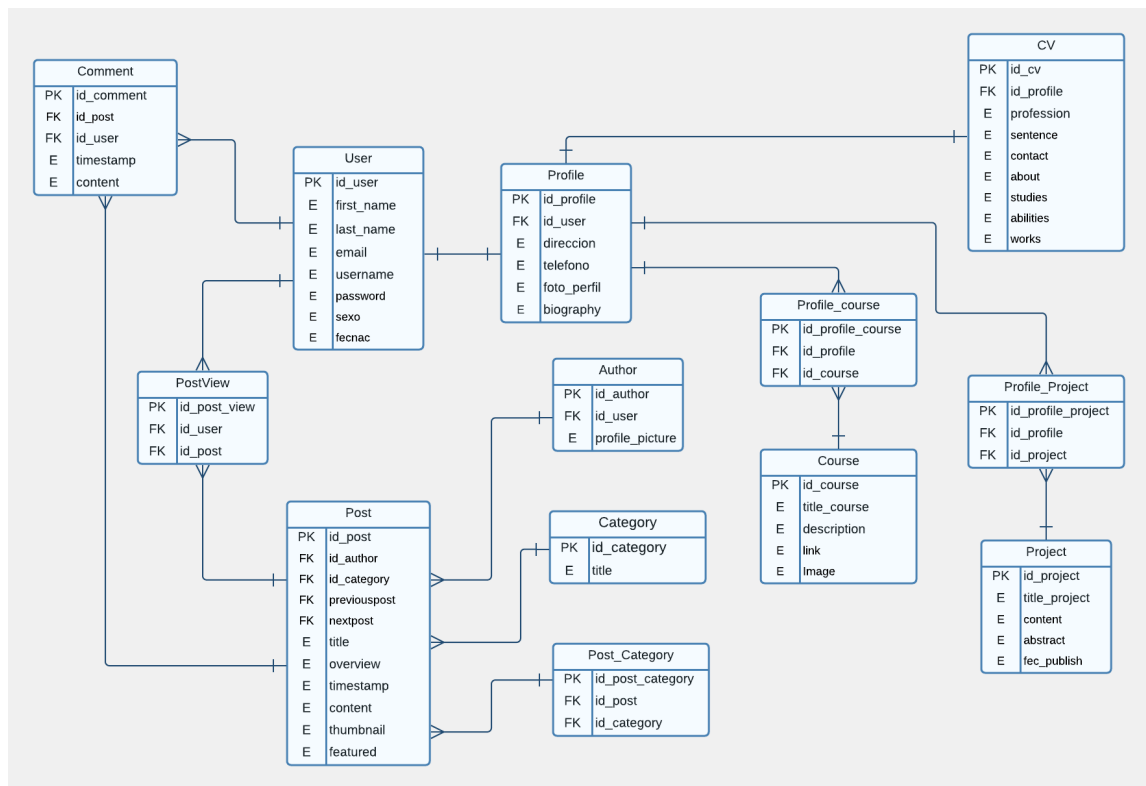 Comment
PK id_comment
FK id_post
FK id_user
E timestamp
E content
User
PK id_user
E first_name
E last_name
E email
E username
E password
E sexo
E fecnac
Profile
PK id_profile
FK id_user
E direccion
E telefono
E foto_perfil
E biography
CV
PK id_cv
FK id_profile
E profession
E sentence
E contact
E about
E studies
E abilities
E works
Profile_course
PK id_profile_course
FK id_profile
FK id_course
Profile_Project
PK id_profile_project
FK id_profile
FK id_project
PostView
PK id_post_view
FK id_user
FK id_post
Author
PK id_author
FK id_user
E profile_picture
Course
PK id_course
E title_course
E description
E link
E Image
Post
PK id_post
FK id_author
FK id_category
FK previouspost
FK nextpost
E title
E overview
E timestamp
E content
E thumbnail
E featured
Category
PK id_category
E title
Project
PK id_project
E title_project
E content
E abstract
E fec_publish
Post_Category
PK id_post_category
FK id_post
FK id_category